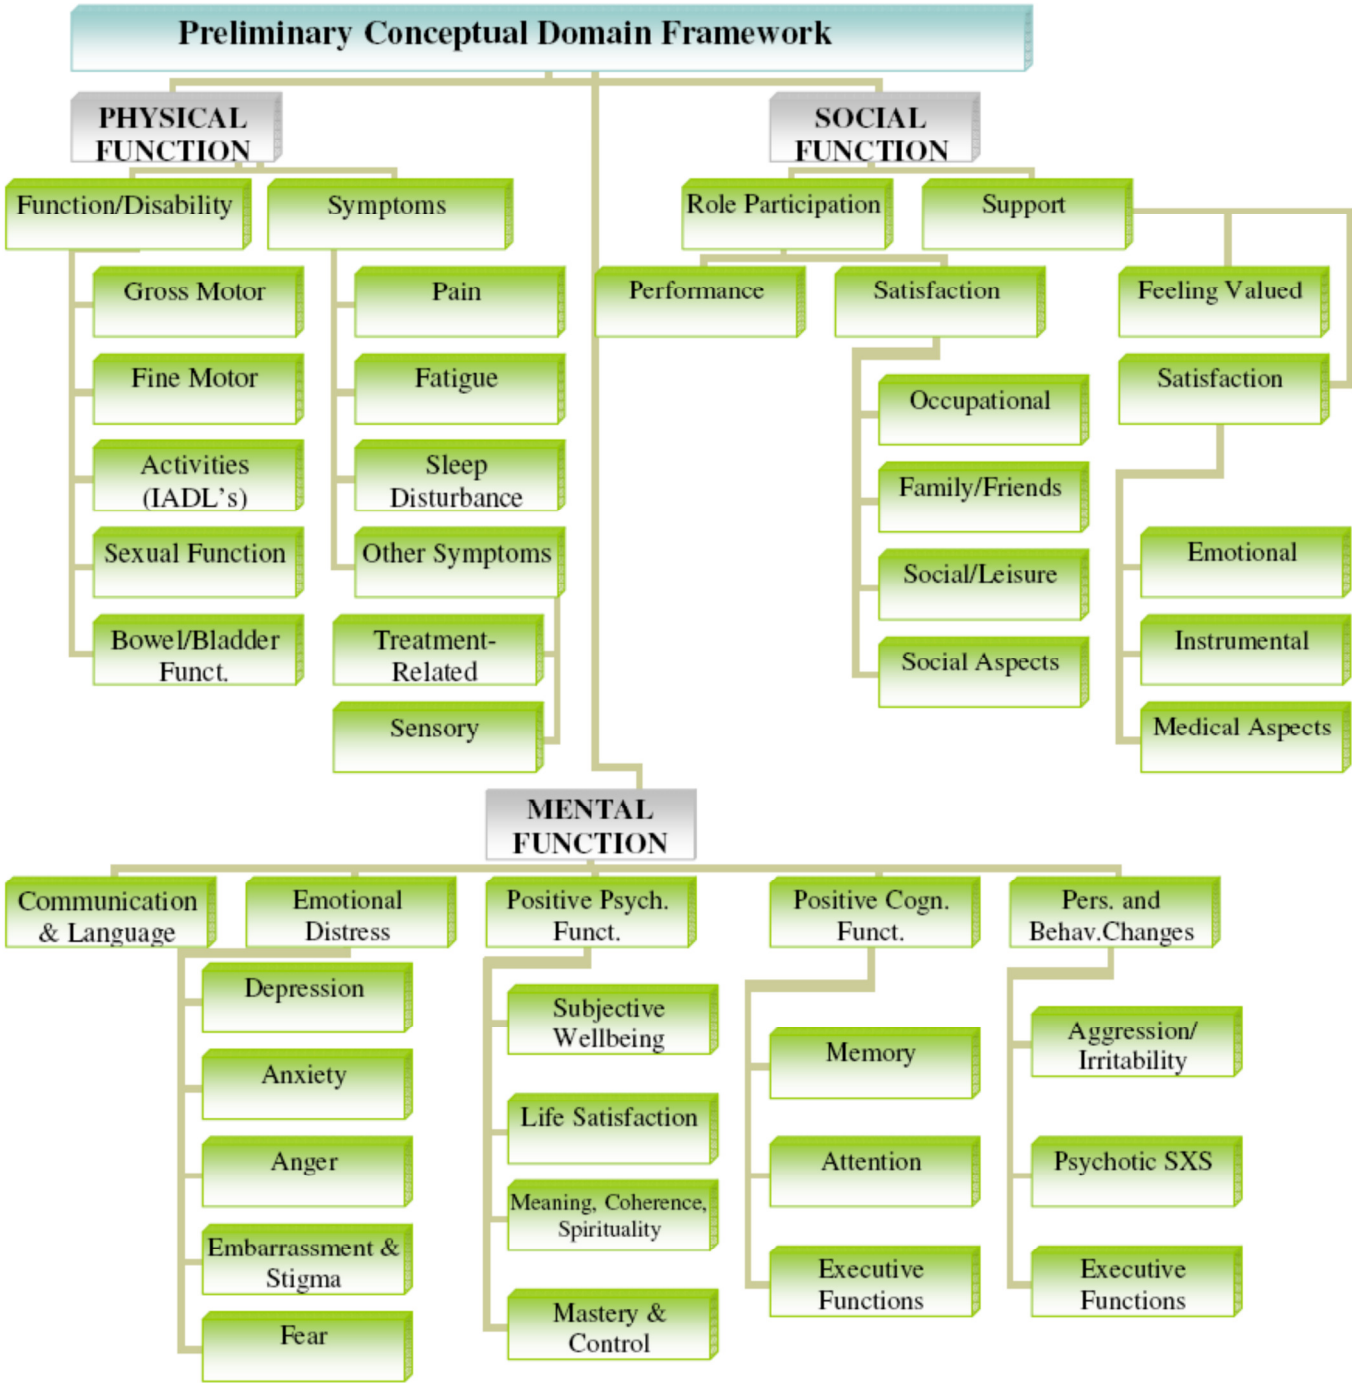 Preliminary Conceptual Domain Framework
PHYSICAL
FUNCTION
SOCIAL
FUNCTION
Function/Disability
Symptoms
Role Participation
Support
Gross Motor
Pain
Performance
Satisfaction
Feeling Valued
Fine Motor
Fatigue
Occupational
Satisfaction
Activities
(IADL's)
Sleep
Disturbance
Family/Friends
Sexual Function
Other Symptoms
Social/Leisure
Emotional
Bowel/Bladder
Funct.
Treatment-
Related
Social Aspects
Instrumental
Sensory
Medical Aspects
MENTAL
FUNCTION
Communication
& Language
Emotional
Distress
Positive Psych.
Funct.
Positive Cogn.
Funct.
Pers. and
Behav.Changes
Depression
Anxiety
Anger
Embarrassment &
Stigma
Fear
Subjective
Wellbeing
Life Satisfaction
Meaning, Coherence,
Spirituality
Mastery &
Control
Memory
Attention
Executive
Functions
Aggression/
Irritability
Psychotic SXS
Executive
Functions